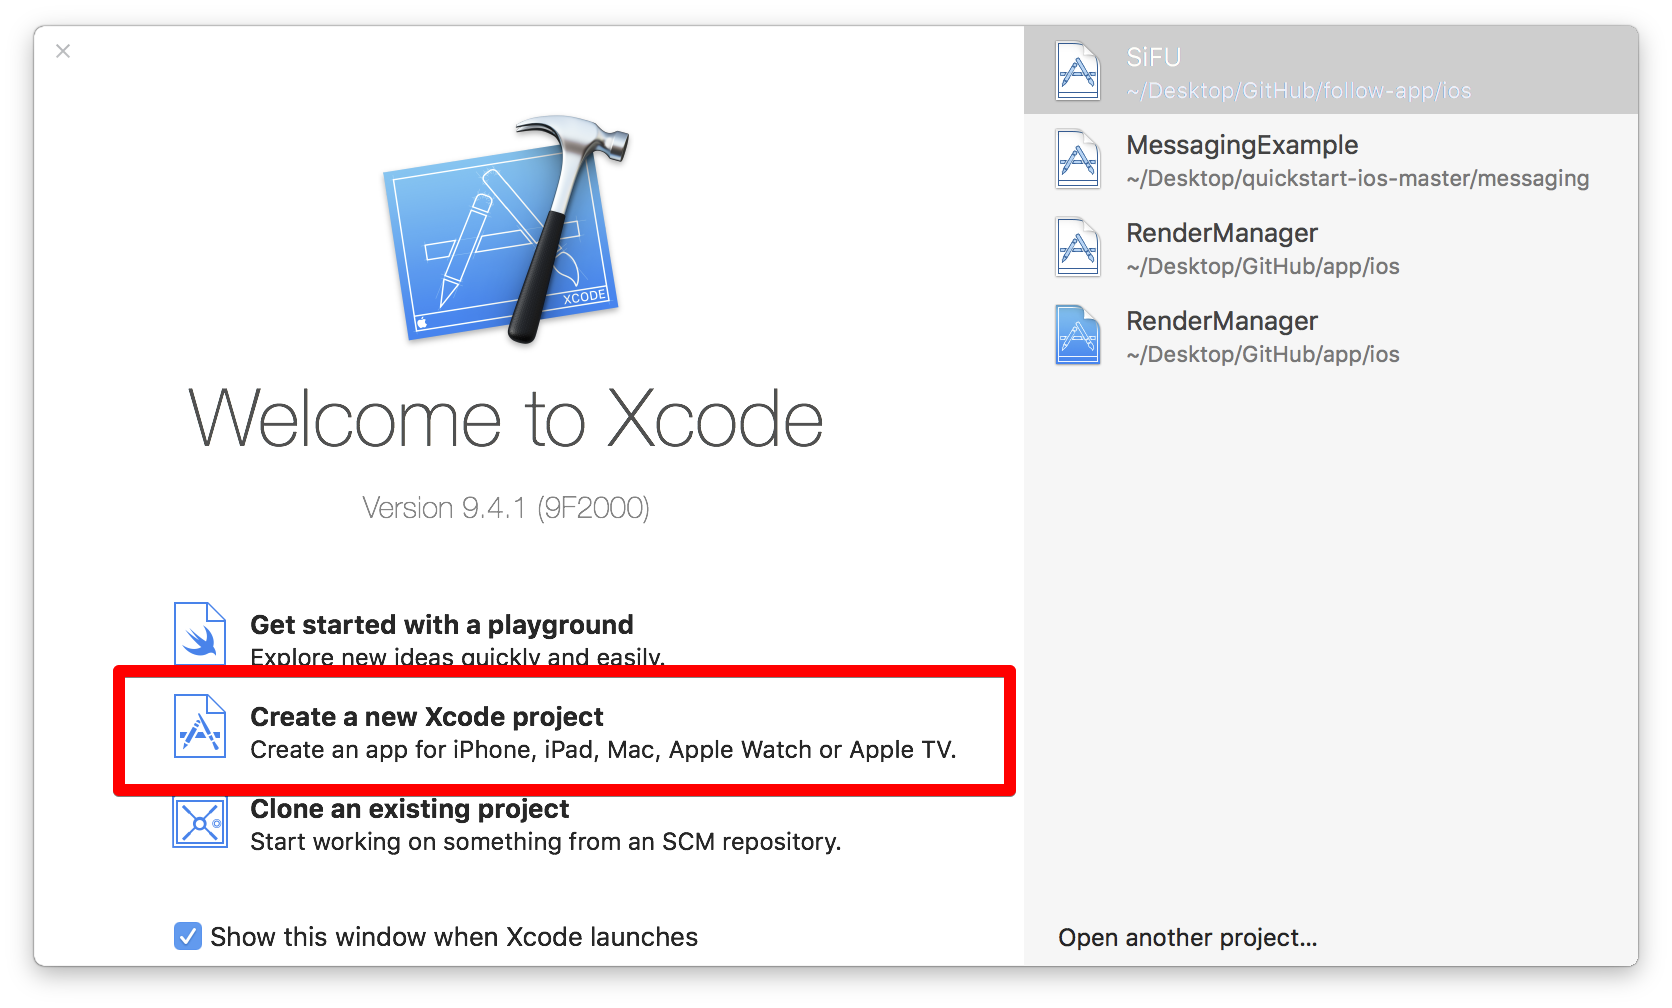 XCODE
Welcome to Xcode
Version 9.4.1 (9F2000)
Get started with a playground
Explore new ideas quickly and easily.
Create a new Xcode project
Create an app for iPhone, iPad, Mac, Apple Watch or Apple TV.
Clone an existing project
Start working on something from an SCM repository.
Show this window when Xcode launches
SiFU
~/Desktop/GitHub/follow-app/ios
MessagingExample
~/Desktop/quickstart-ios-master/messaging
RenderManager
~/Desktop/GitHub/app/ios
RenderManager
~/Desktop/GitHub/app/ios
Open another project...